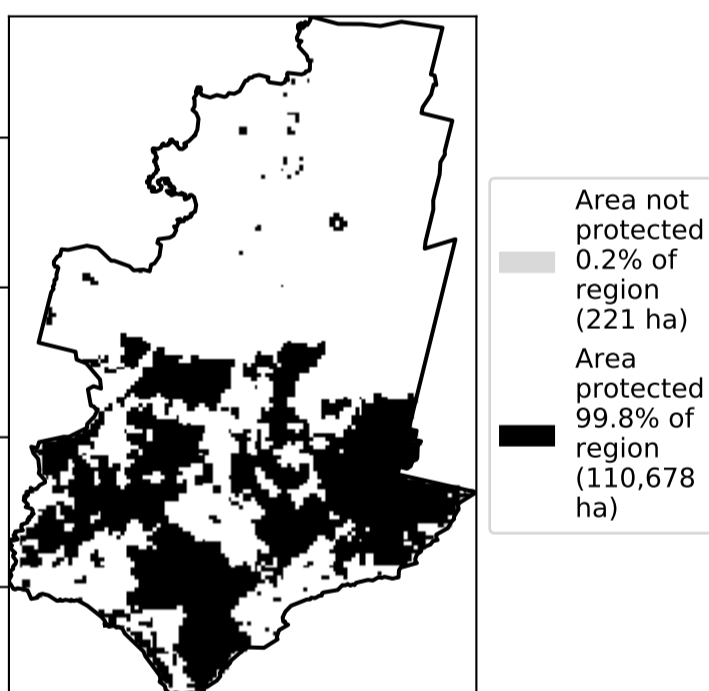 Area not
protected
0.2% of
region
(221 ha)
Area
protected
99.8% of
region
(110,678
ha)